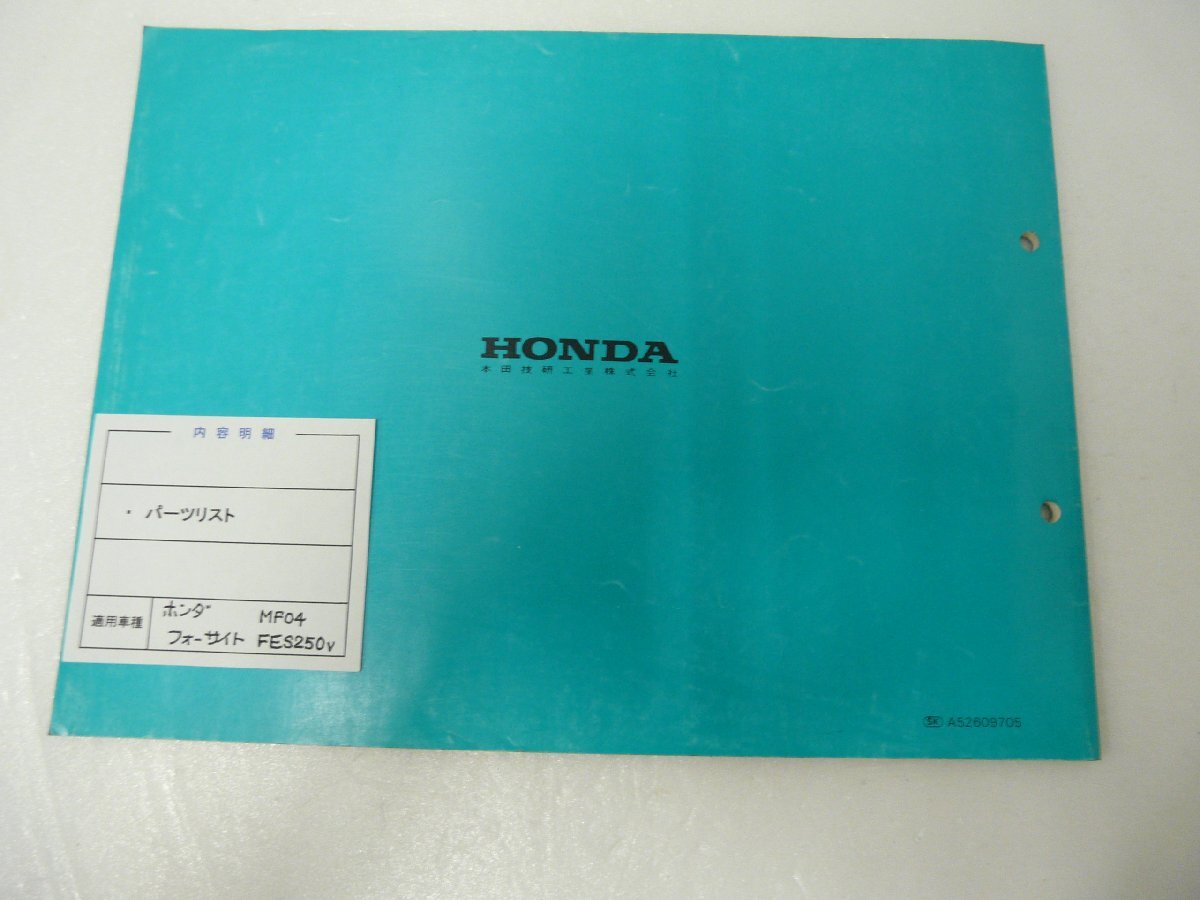 HONDA
本田技研工業株式会社
内容明細
・ パーツリスト
適用車種
ホンダ MF04
フォーサイト FES250V
SK A52609705